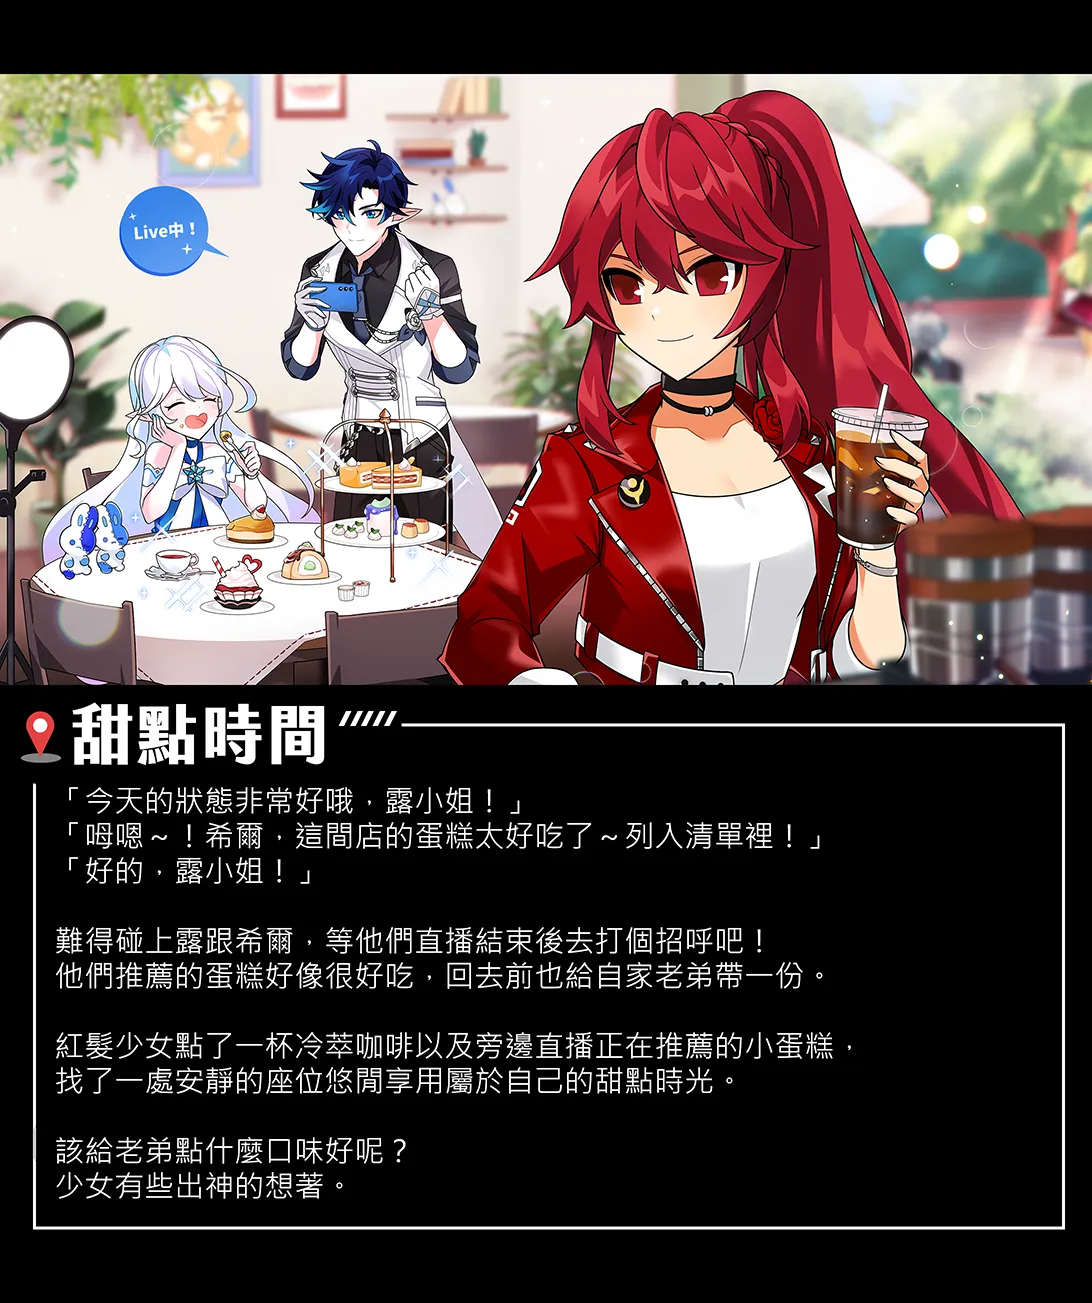 Live中！
甜點時間
「今天的狀態非常好哦，露小姐！」
「呣嗯～！希爾，這間店的蛋糕太好吃了～列入清單裡！」
「好的，露小姐！」
難得碰上露跟希爾，等他們直播結束後去打個招呼吧！
他們推薦的蛋糕好像很好吃，回去前也給自家老弟帶一份。
紅髮少女點了一杯冷萃咖啡以及旁邊直播正在推薦的小蛋糕，
找了一處安靜的座位悠閒享用屬於自己的甜點時光。
該給老弟點什麼口味好呢？
少女有些出神的想著。